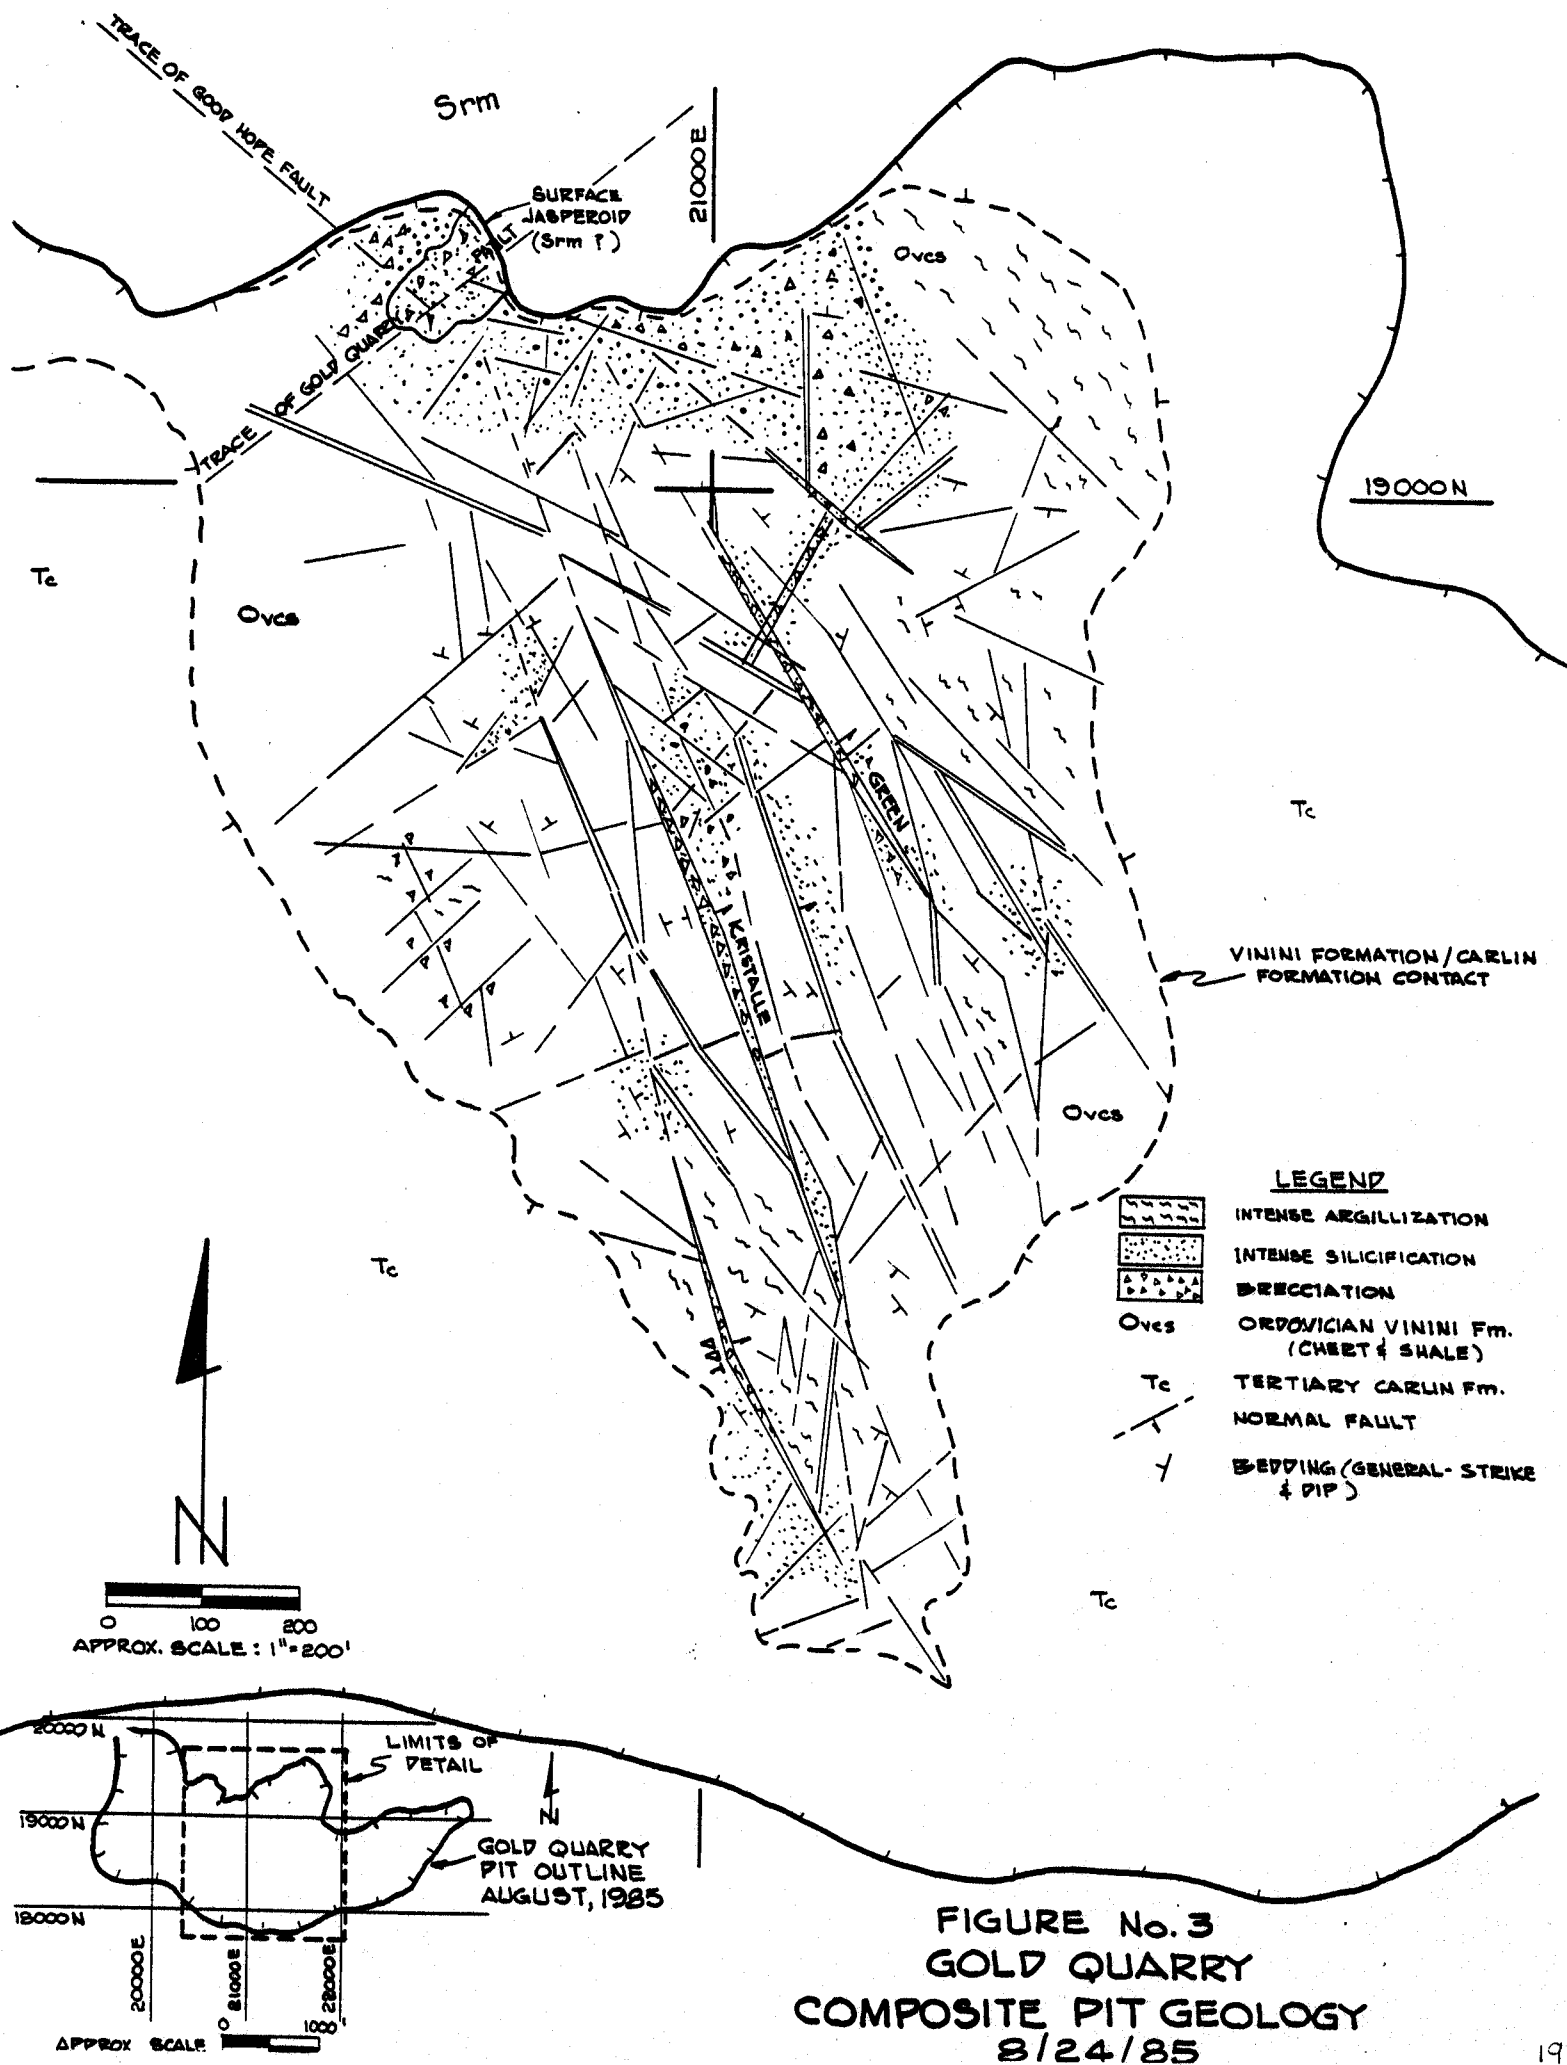 TRACE OF GOOD HOPE FAULT
Srm
21000E
SURFACE
JASPEROID
(Srm ?)
TRACE OF GOLD QUARRY FAULT
Ovcs
19000N
Tc
Ovcs
GREEN
Tc
KRISTALLE
VININI FORMATION/CARLIN
FORMATION CONTACT
Ovcs
Tc
LEGEND
INTENSE ARGILLIZATION
INTENSE SILICIFICATION
BRECCIATION
Ovcs ORDOVICIAN VININI Fm.
(CHERT & SHALE)
Tc TERTIARY CARLIN Fm.
NORMAL FAULT
BEDDING (GENERAL- STRIKE
& DIP)
N
0 100 200
APPROX. SCALE: 1"=200'
Tc
20000 N
LIMITS OF
DETAIL
N
19000N
GOLD QUARRY
PIT OUTLINE
AUGUST, 1985
18000N
20000E
21000E
22000E
0 1000'
APPROX SCALE
FIGURE No. 3
GOLD QUARRY
COMPOSITE PIT GEOLOGY
8/24/85
19